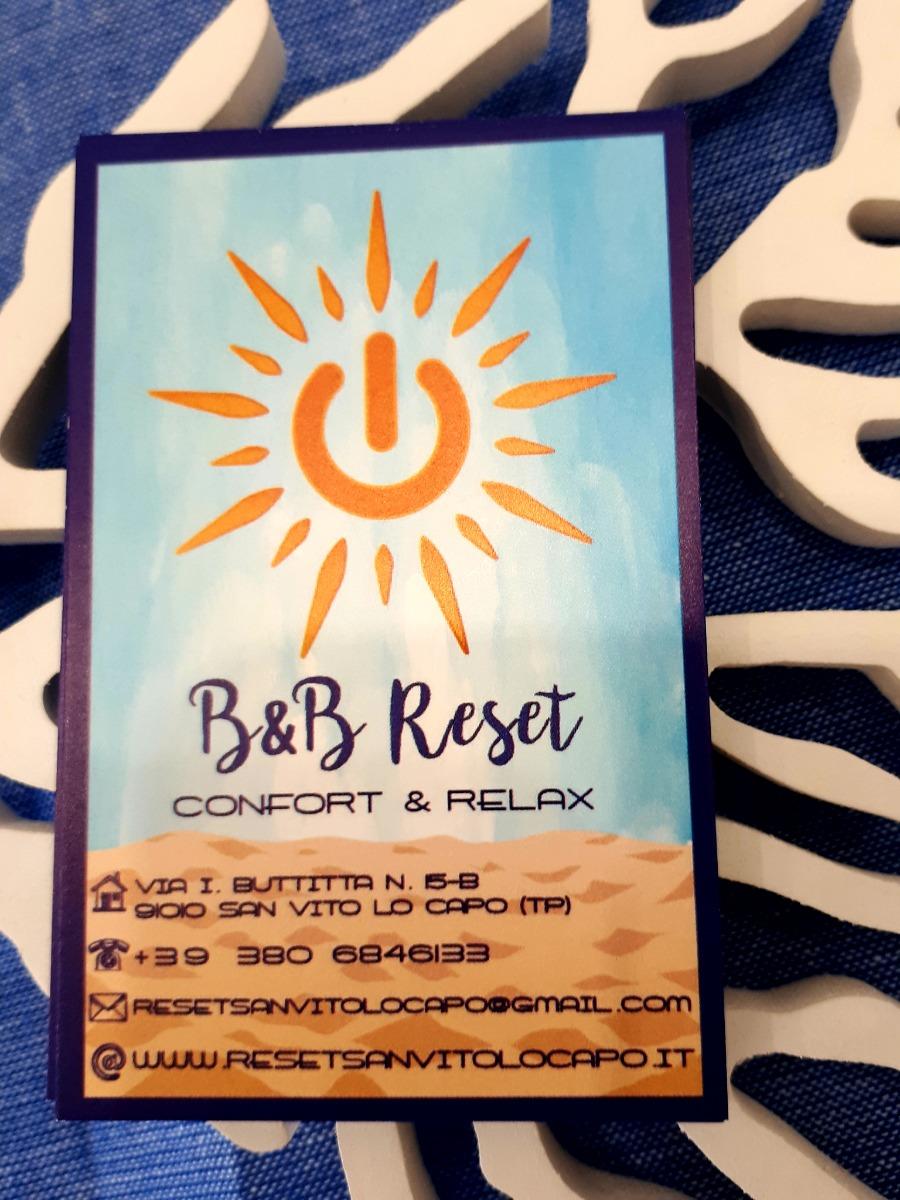 B&B Reset
CONFORT & RELAX
VIA I. BUTTITTA N. 15-B
91010 SAN VITO LO CAPO (TP)
+39 380 6846133
RESETSANVITOLOCAPO@GMAIL.COM
WWW.RESETSANVITOLOCAPO.IT